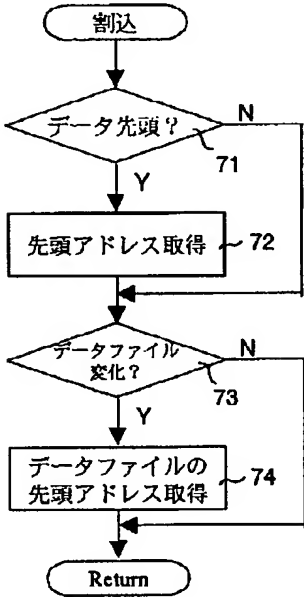 割込
データ先頭?
N
71
Y
先頭アドレス取得
72
データファイル
変化?
N
73
Y
データファイルの
先頭アドレス取得
74
Return